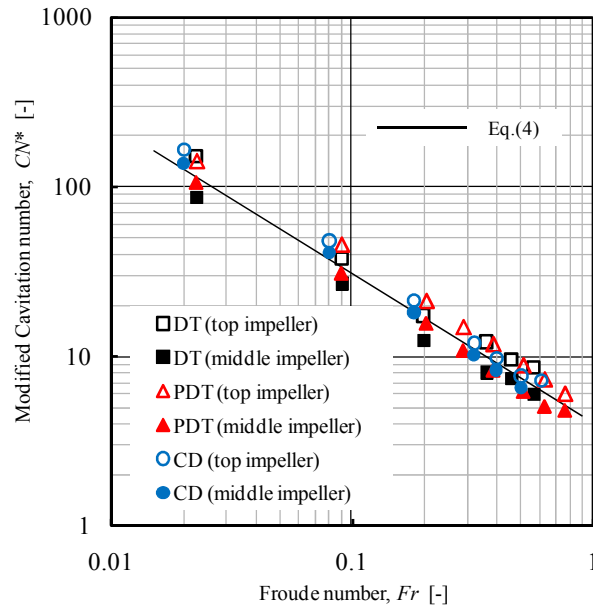 1000
100
10
1
0.01
0.1
1
Modified Cavitation number, CN* [-]
Froude number, Fr [-]
Eq.(4)
DT (top impeller)
DT (middle impeller)
PDT (top impeller)
PDT (middle impeller)
CD (top impeller)
CD (middle impeller)